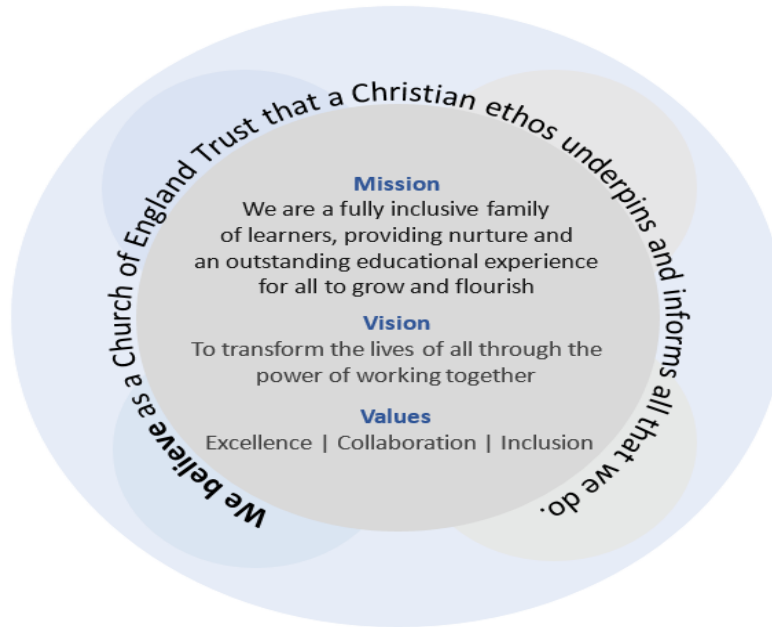 We believe as a Church of England Trust that a Christian ethos underpins and informs all that we do.
Mission
We are a fully inclusive family
of learners, providing nurture and
an outstanding educational experience
for all to grow and flourish
Vision
To transform the lives of all through the
power of working together
Values
Excellence | Collaboration | Inclusion